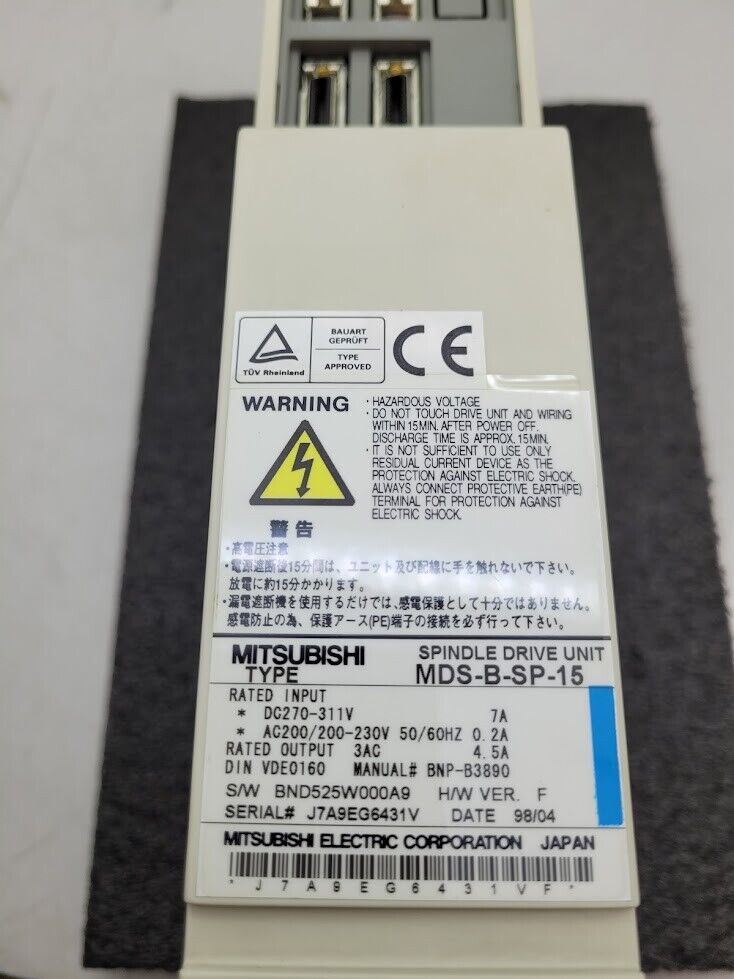 TÜV Rheinland
BAUART
GEPRÜFT
TYPE
APPROVED
CE
WARNING
· HAZARDOUS VOLTAGE
· DO NOT TOUCH DRIVE UNIT AND WIRING
WITHIN 15 MIN. AFTER POWER OFF.
DISCHARGE TIME IS APPROX. 15 MIN.
· IT IS NOT SUFFICIENT TO USE ONLY
RESIDUAL CURRENT DEVICE AS THE
PROTECTION AGAINST ELECTRIC SHOCK.
ALWAYS CONNECT PROTECTIVE EARTH(PE)
TERMINAL FOR PROTECTION AGAINST
ELECTRIC SHOCK.
警告
・高電圧注意
・電源遮断後15分間は、ユニット及び配線に手を触れないで下さい。
放電に約15分かかります。
・漏電遮断機を使用するだけでは、感電保護として十分ではありません。
感電防止の為、保護アース(PE)端子の接続を必ず行って下さい。
MITSUBISHI SPINDLE DRIVE UNIT
TYPE MDS-B-SP-15
RATED INPUT
* DC270-311V 7A
* AC200/200-230V 50/60HZ 0.2A
RATED OUTPUT 3AC 4.5A
DIN VDE0160 MANUAL# BNP-B3890
S/W BND525W000A9 H/W VER. F
SERIAL# J7A9EG6431V DATE 98/04
MITSUBISHI ELECTRIC CORPORATION JAPAN
* J 7 A 9 E G 6 4 3 1 V F *